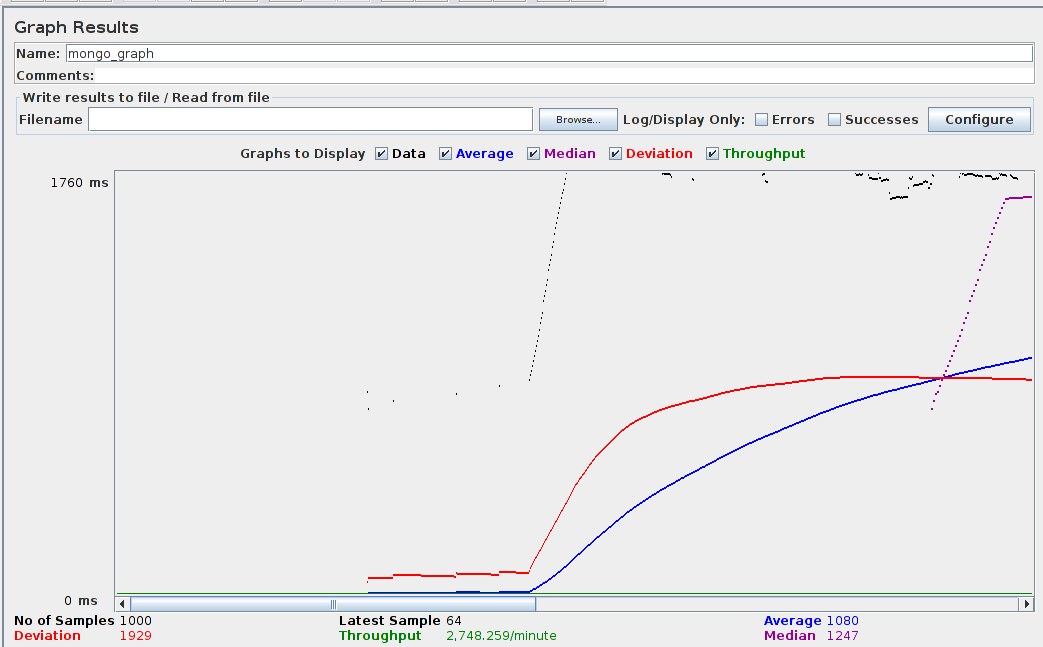 Graph Results
Name: mongo_graph
Comments:
Write results to file / Read from file
Filename Browse... Log/Display Only: Errors Successes Configure
Graphs to Display Data Average Median Deviation Throughput
1760 ms
0 ms
No of Samples 1000 Latest Sample 64 Average 1080
Deviation 1929 Throughput 2,748.259/minute Median 1247